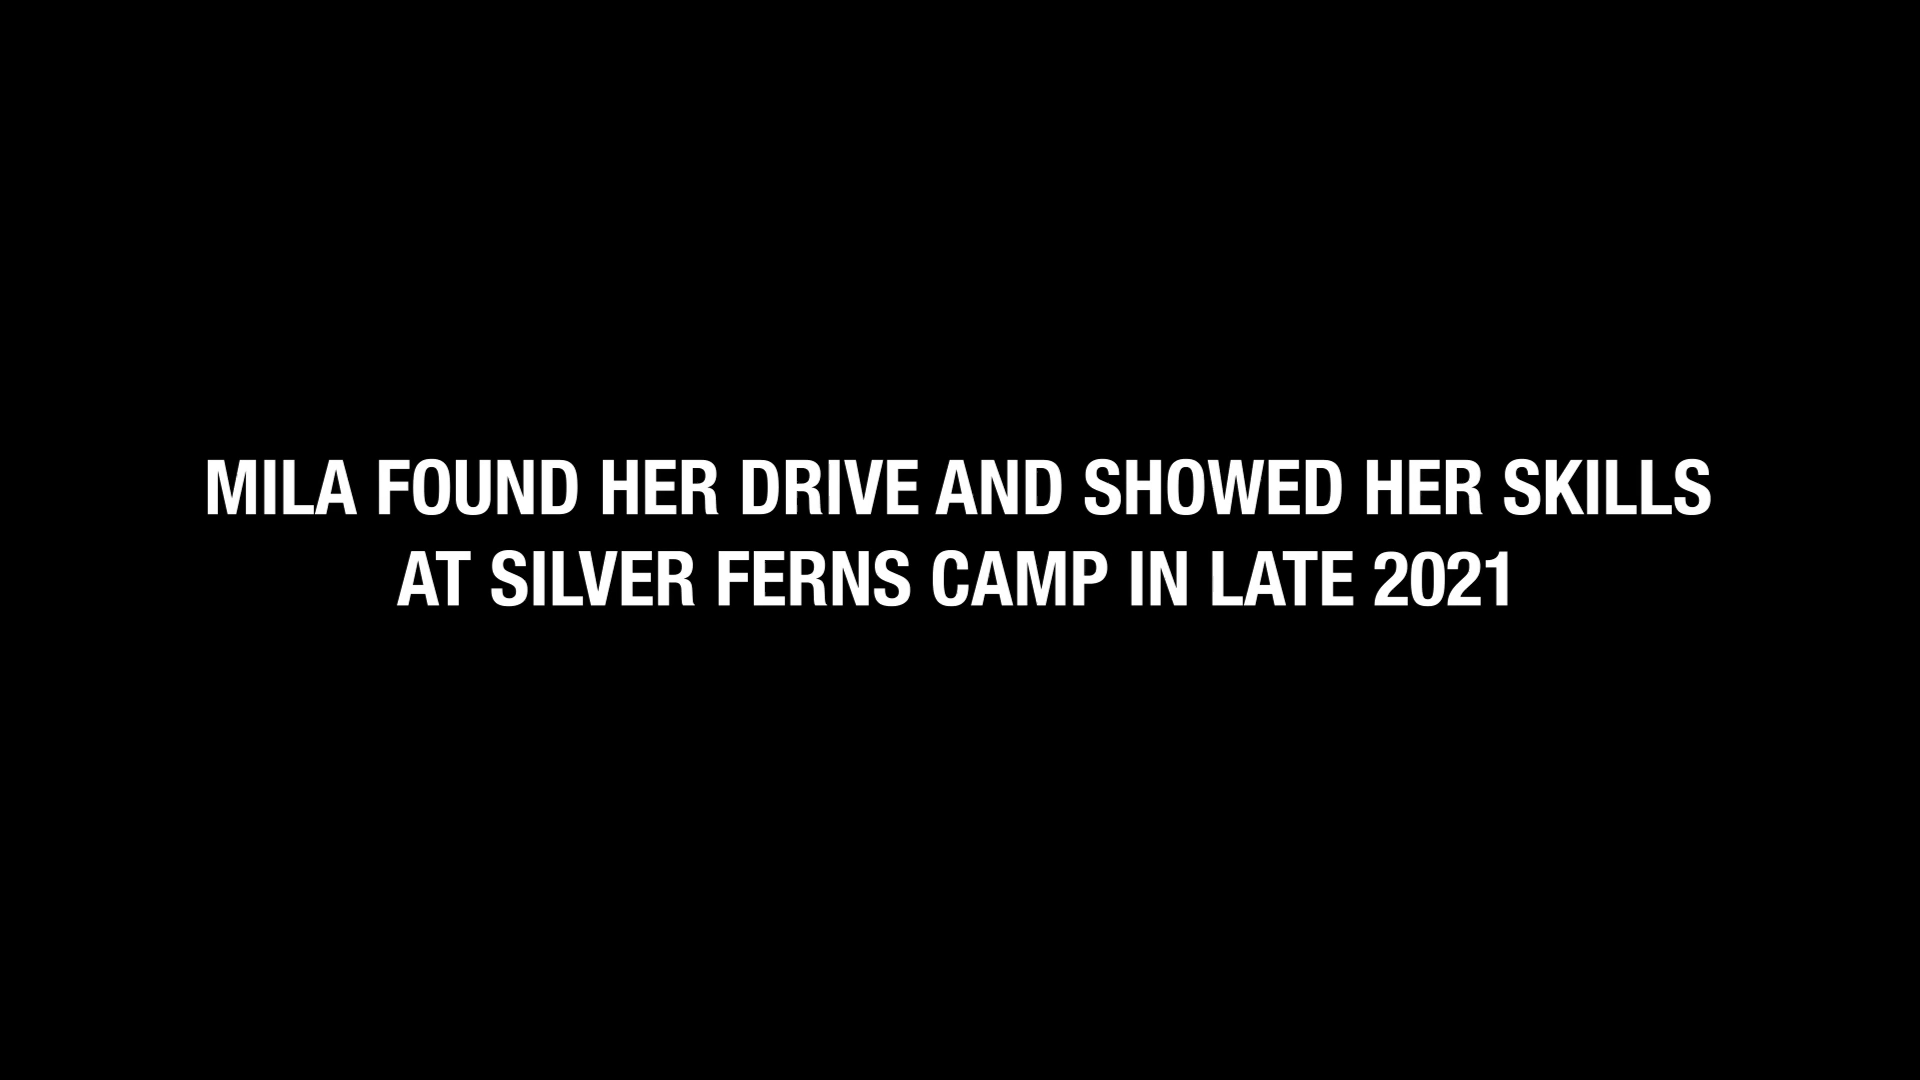 MILA FOUND HER DRIVE AND SHOWED HER SKILLS
AT SILVER FERNS CAMP IN LATE 2021